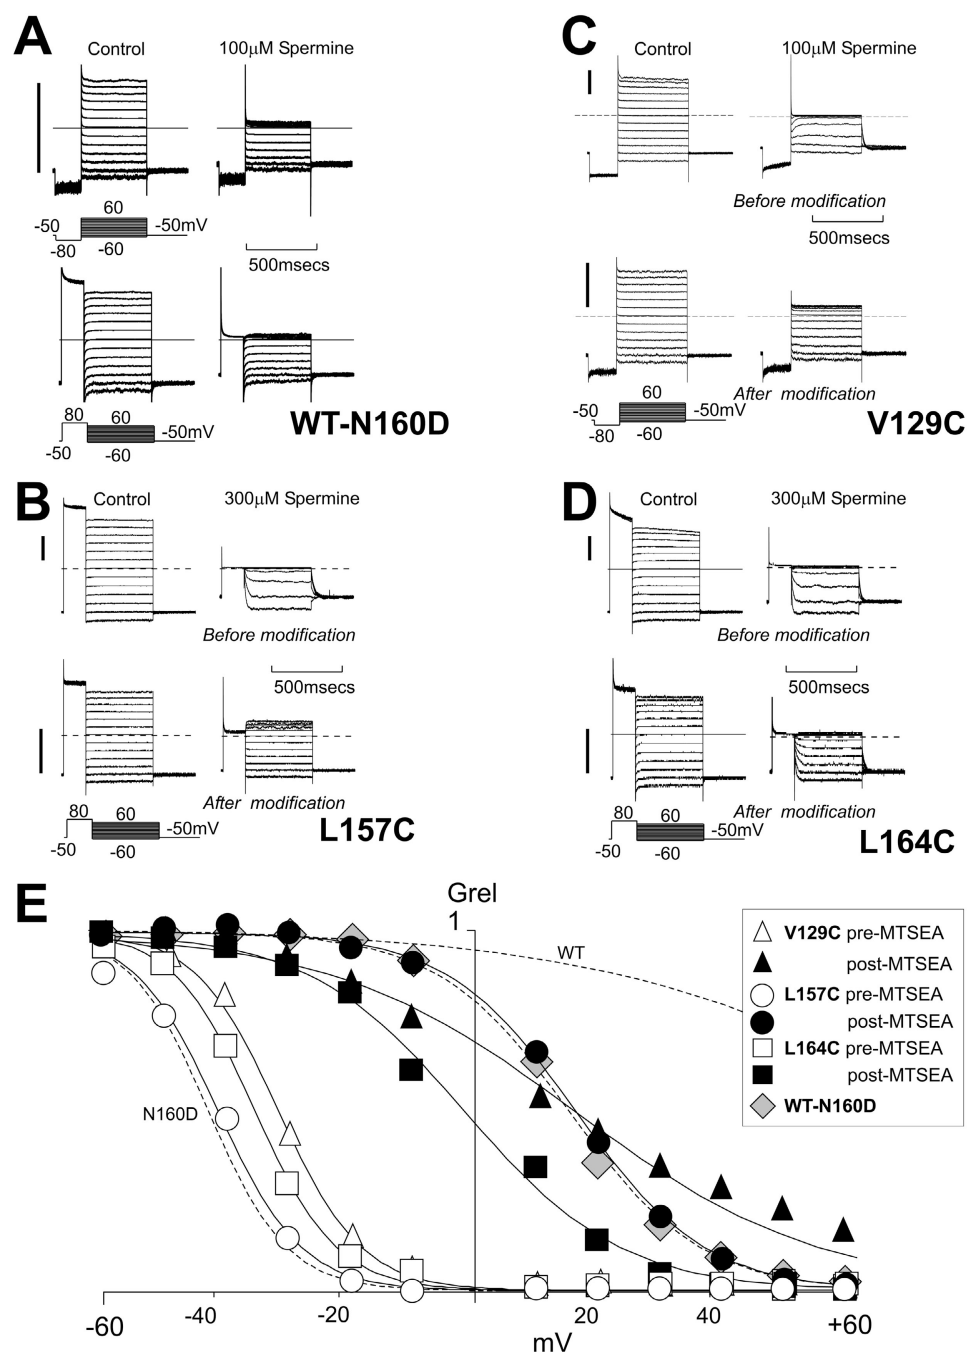 A
Control
100µM Spermine
60
-50
-50mV
-80
-60
500msecs
80
60
-50mV
-50
-60
WT-N160D
C
Control
100µM Spermine
Before modification
500msecs
After modification
60
-50
-50mV
-80
-60
V129C
B
Control
300µM Spermine
Before modification
500msecs
After modification
80
60
-50mV
-50
-60
L157C
D
Control
300µM Spermine
Before modification
500msecs
After modification
80
60
-50mV
-50
-60
L164C
E
Grel
1
WT
N160D
V129C pre-MTSEA
post-MTSEA
L157C pre-MTSEA
post-MTSEA
L164C pre-MTSEA
post-MTSEA
WT-N160D
-60
-40
-20
20
40
+60
mV